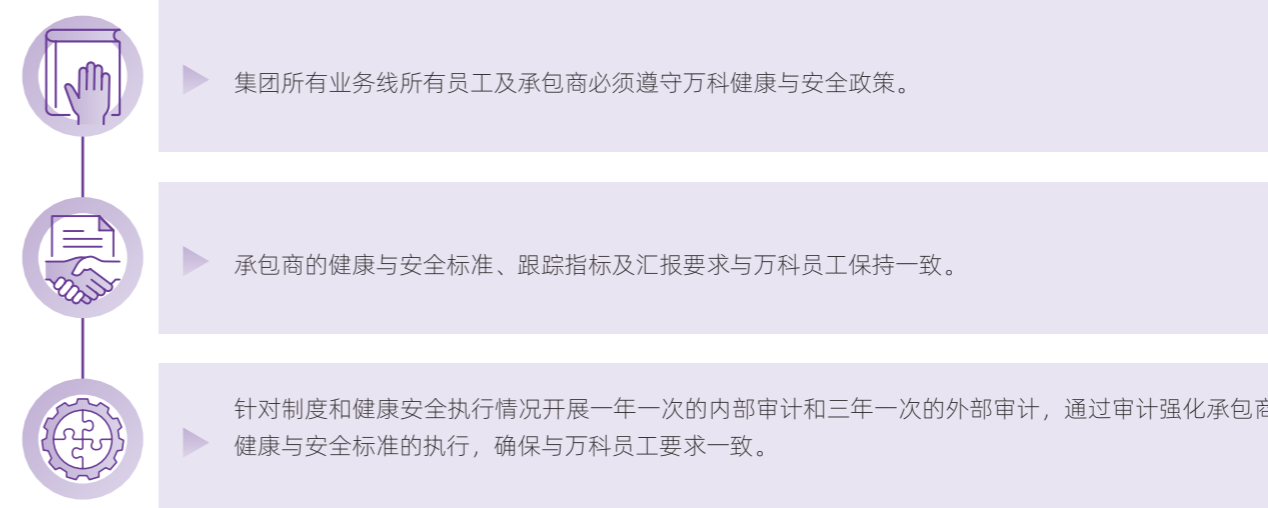 集团所有业务线所有员工及承包商必须遵守万科健康与安全政策。
承包商的健康与安全标准、跟踪指标及汇报要求与万科员工保持一致。
针对制度和健康安全执行情况开展一年一次的内部审计和三年一次的外部审计，通过审计强化承包商
健康与安全标准的执行，确保与万科员工要求一致。